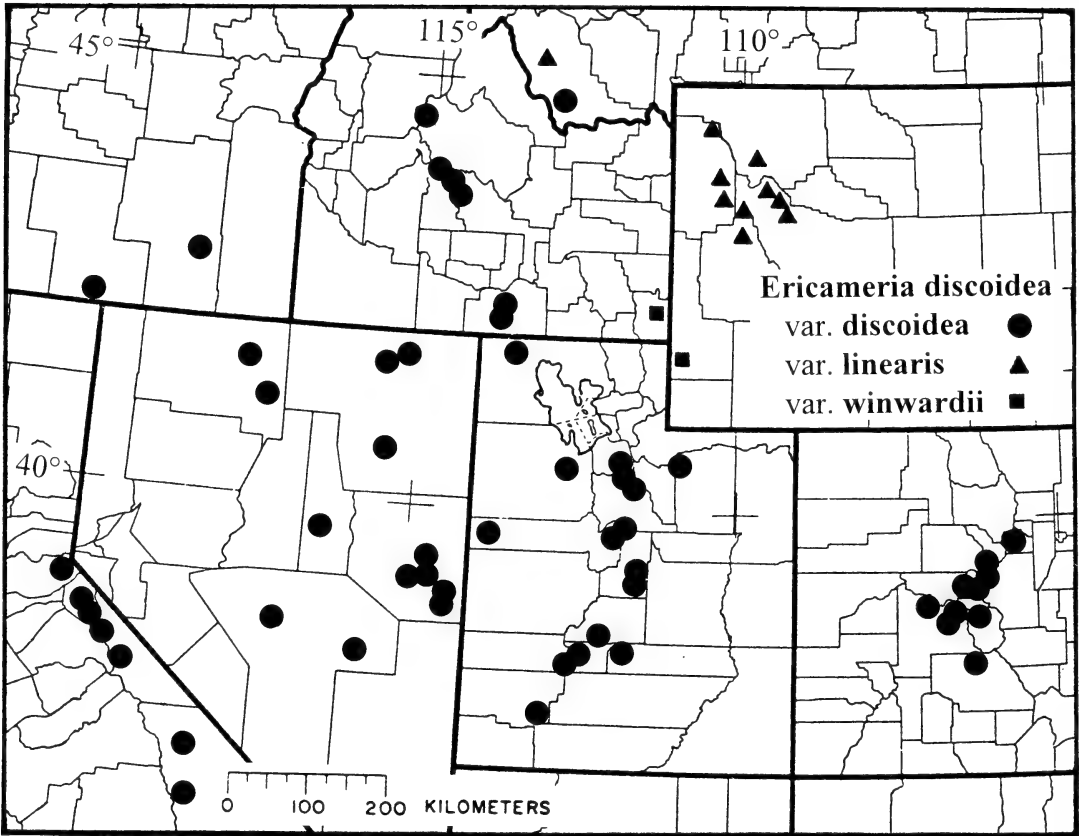 45°
115°
110°
Ericameria discoidea
var. discoidea
var. linearis
var. winwardii
40°
0 100 200 KILOMETERS